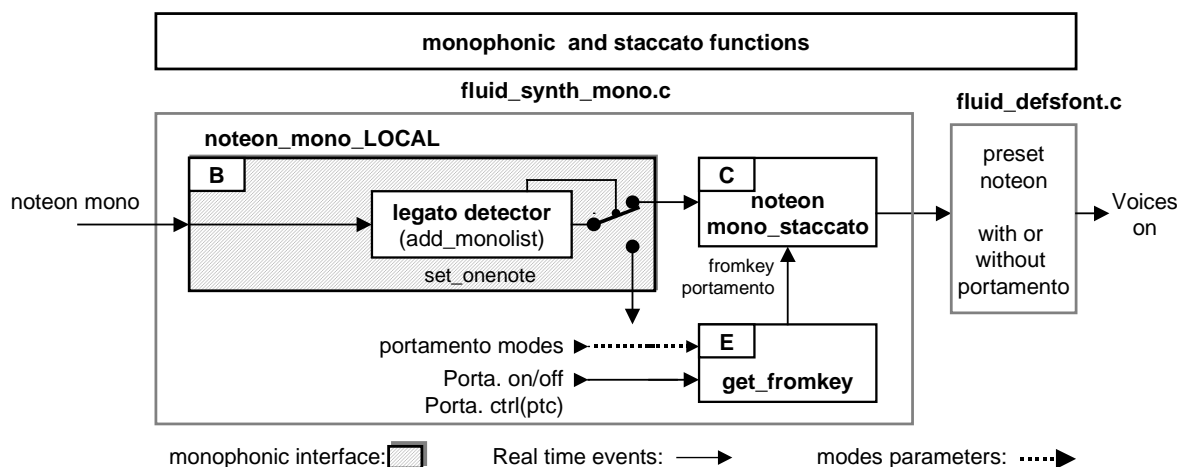 monophonic and staccato functions
fluid_synth_mono.c
fluid_defsfont.c
noteon_mono_LOCAL
B
noteon mono
legato detector
(add_monolist)
set_onenote
C
noteon
mono_staccato
fromkey
portamento
preset
noteon
with or
without
portamento
Voices
on
portamento modes
Porta. on/off
Porta. ctrl(ptc)
E
get_fromkey
monophonic interface:
Real time events:
modes parameters: